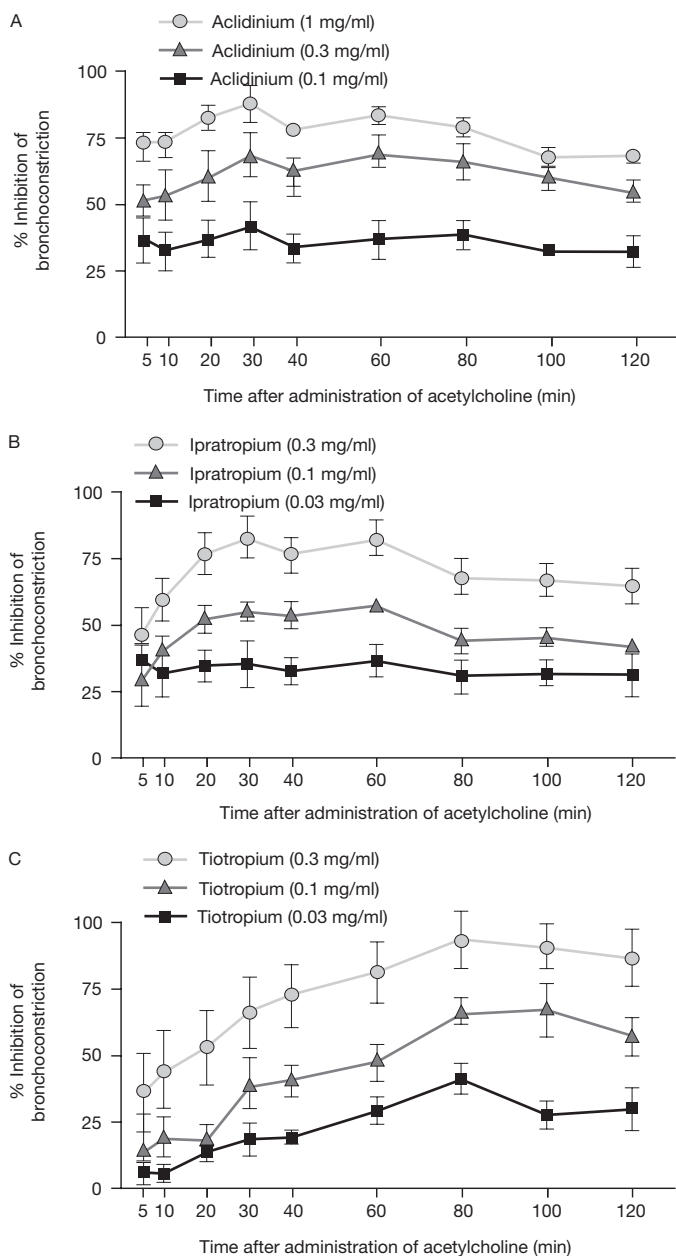 A
Aclidinium (1 mg/ml)
Aclidinium (0.3 mg/ml)
Aclidinium (0.1 mg/ml)
% Inhibition of
bronchoconstriction
100
75
50
25
0
5 10 20 30 40 60 80 100 120
Time after administration of acetylcholine (min)
B
Ipratropium (0.3 mg/ml)
Ipratropium (0.1 mg/ml)
Ipratropium (0.03 mg/ml)
% Inhibition of
bronchoconstriction
100
75
50
25
0
5 10 20 30 40 60 80 100 120
Time after administration of acetylcholine (min)
C
Tiotropium (0.3 mg/ml)
Tiotropium (0.1 mg/ml)
Tiotropium (0.03 mg/ml)
% Inhibition of
bronchoconstriction
100
75
50
25
0
5 10 20 30 40 60 80 100 120
Time after administration of acetylcholine (min)